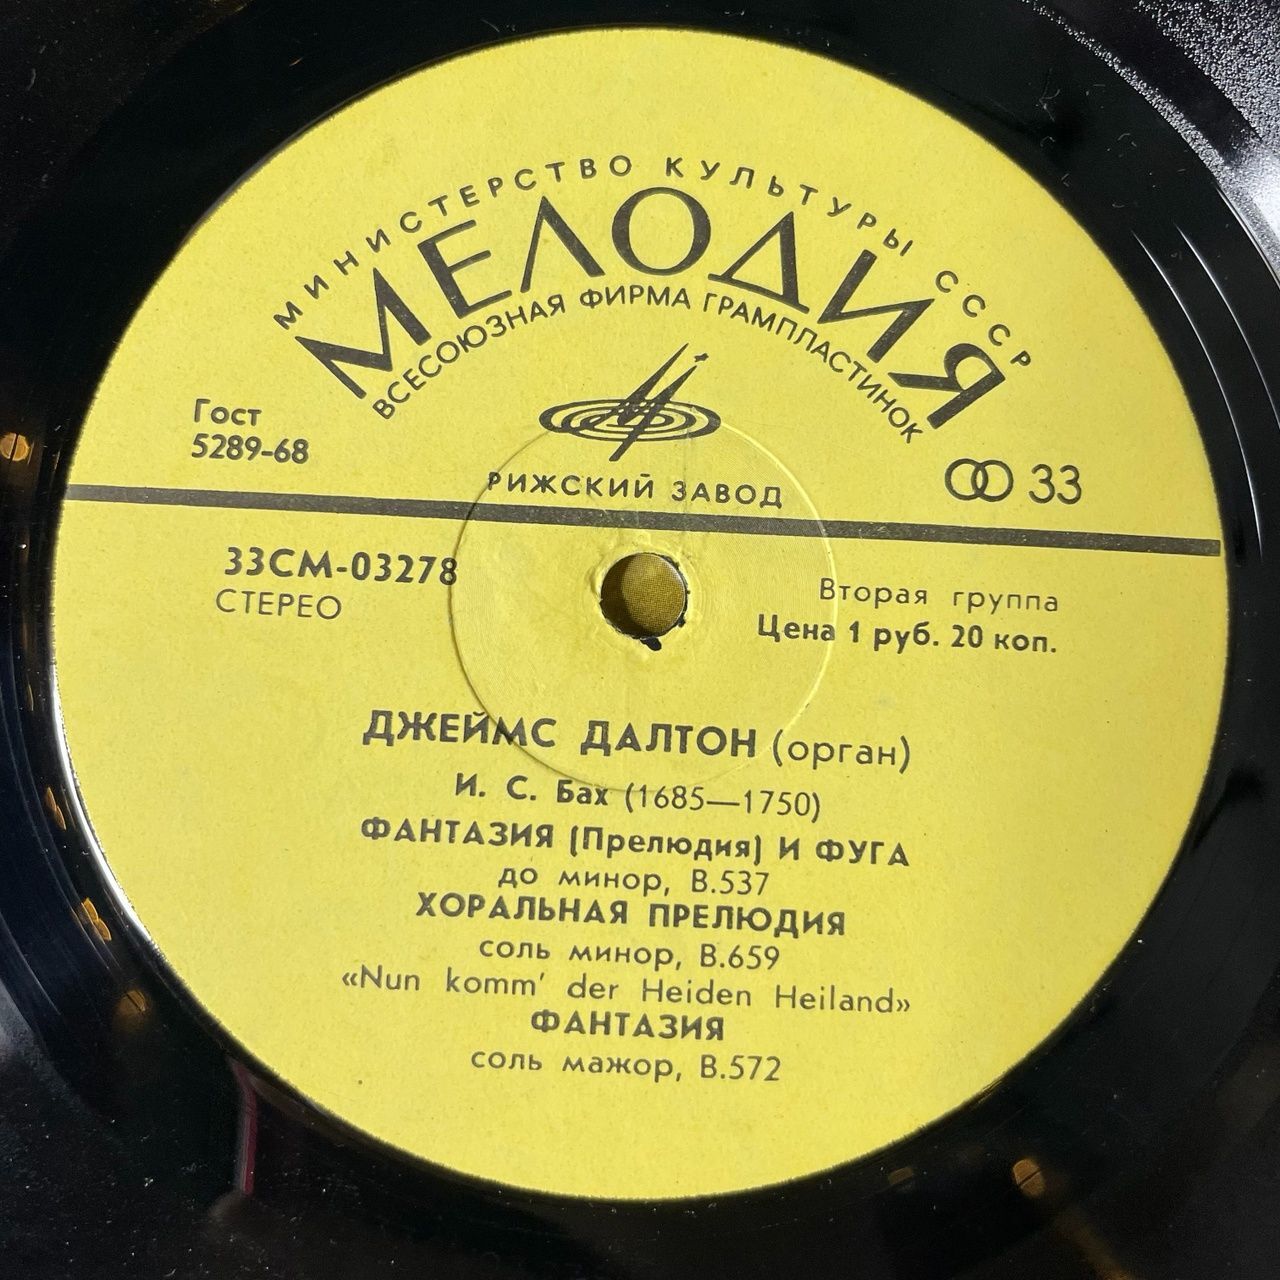 МИНИСТЕРСТВО КУЛЬТУРЫ СССР
МЕЛОДИЯ
ВСЕСОЮЗНАЯ ФИРМА ГРАМПЛАСТИНОК
Гост
5289-68
РИЖСКИЙ ЗАВОД
33
33СМ-03278
СТЕРЕО
Вторая группа
Цена 1 руб. 20 коп.
ДЖЕЙМС ДАЛТОН (орган)
И. С. Бах (1685—1750)
ФАНТАЗИЯ (Прелюдия) И ФУГА
до минор, B.537
ХОРАЛЬНАЯ ПРЕЛЮДИЯ
соль минор, B.659
«Nun komm' der Heiden Heiland»
ФАНТАЗИЯ
соль мажор, B.572